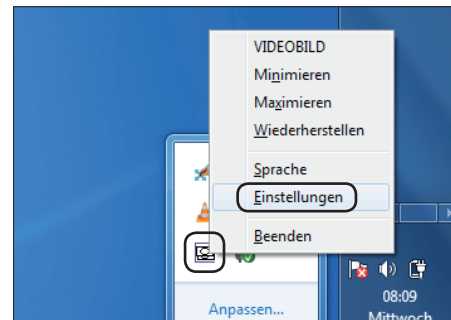 VIDEOBILD
Minimieren
Maximieren
Wiederherstellen
Sprache
Einstellungen
Beenden
Anpassen...
08:09
Mittwoch